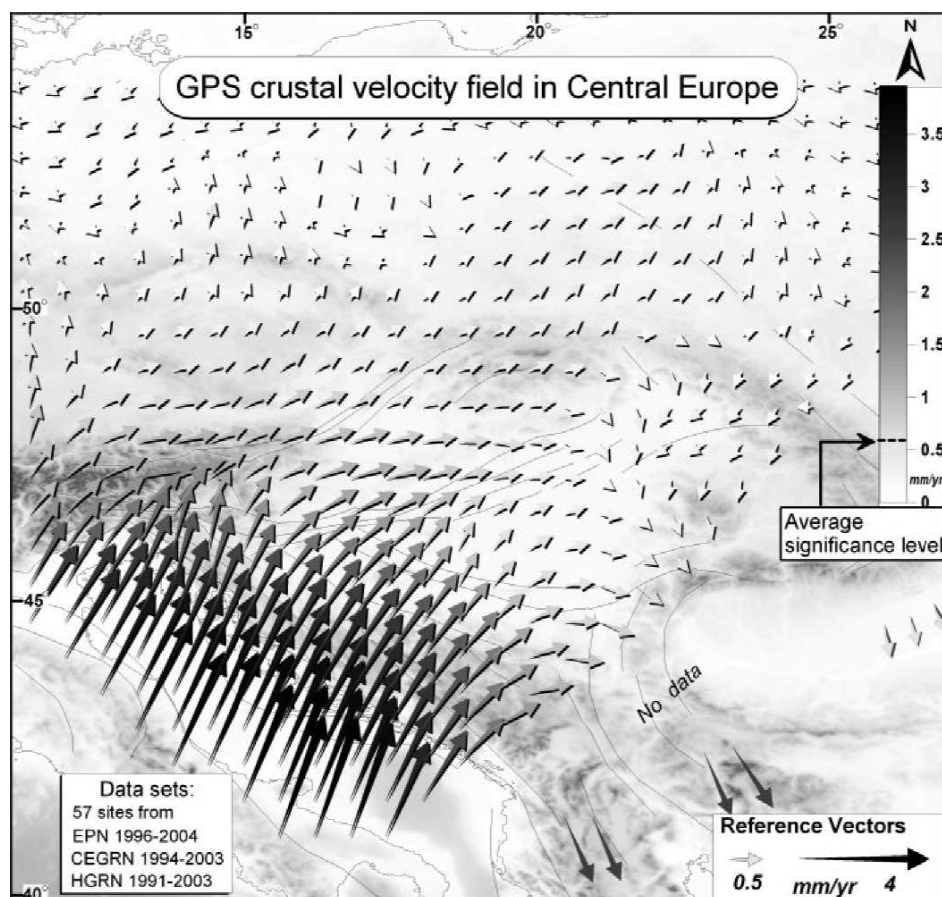 15° 20° 25°
N
GPS crustal velocity field in Central Europe
3.5
3
2.5
2
50°
1.5
1
0.5
mm/yr
0
Average
significance level
45
No data
Data sets:
57 sites from
EPN 1996-2004
CEGRN 1994-2003
HGRN 1991-2003
Reference Vectors
0.5 mm/yr 4
40°